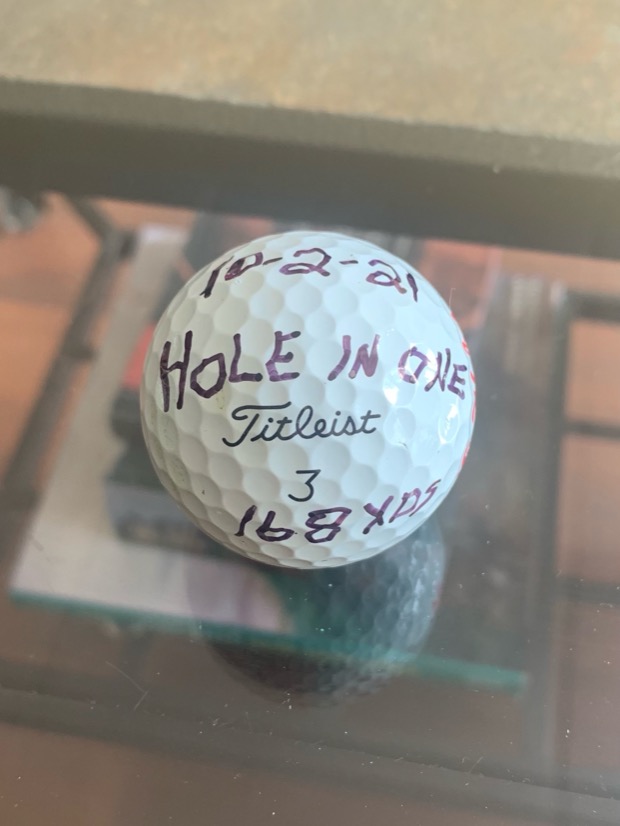 10-2-21
HOLE IN ONE
Titleist
3
168 YDS